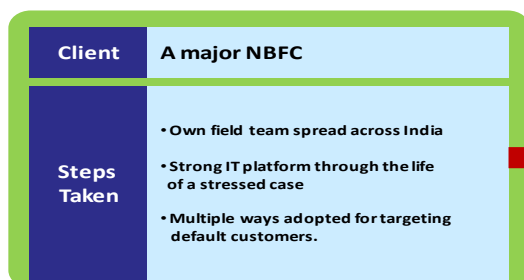 Client
A major NBFC
Steps
Taken
• Own field team spread across India
• Strong IT platform through the life
of a stressed case
• Multiple ways adopted for targeting
default customers.